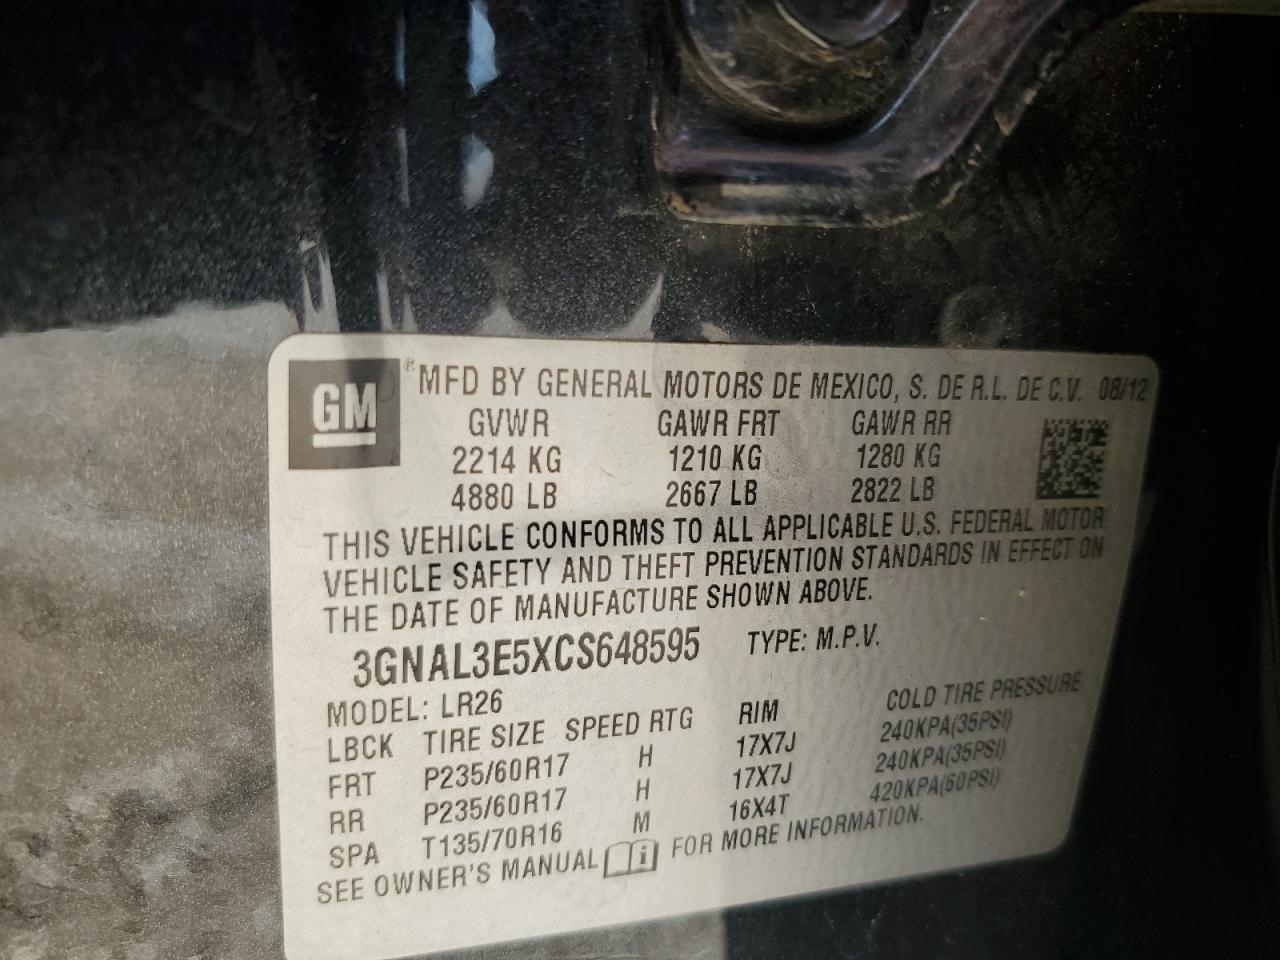 GM ® MFD BY GENERAL MOTORS DE MEXICO, S. DE R.L. DE C.V. 08/12
GVWR GAWR FRT GAWR RR
2214 KG 1210 KG 1280 KG
4880 LB 2667 LB 2822 LB
THIS VEHICLE CONFORMS TO ALL APPLICABLE U.S. FEDERAL MOTOR
VEHICLE SAFETY AND THEFT PREVENTION STANDARDS IN EFFECT ON
THE DATE OF MANUFACTURE SHOWN ABOVE.
3GNAL3E5XCS648595 TYPE: M.P.V.
MODEL: LR26
LBCK TIRE SIZE SPEED RTG RIM COLD TIRE PRESSURE
FRT P235/60R17 H 17X7J 240KPA(35PSI)
RR P235/60R17 H 17X7J 240KPA(35PSI)
SPA T135/70R16 M 16X4T 420KPA(60PSI)
SEE OWNER'S MANUAL i FOR MORE INFORMATION.